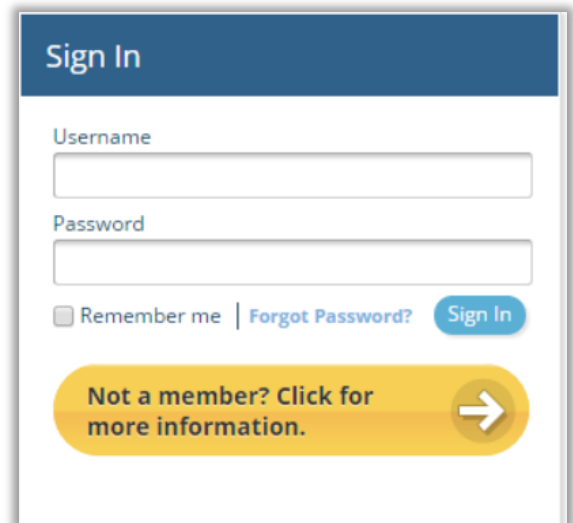 Sign In
Username
Password
Remember me | Forgot Password? Sign In
Not a member? Click for
more information.